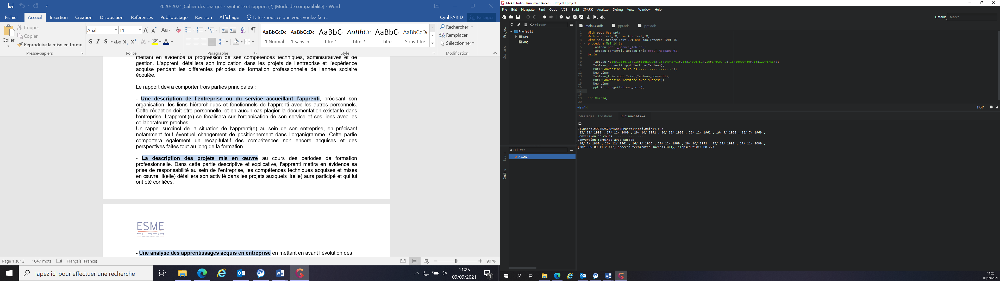 2020-2021_Cahier des charges - synthèse et rapport (2) [Mode de compatibilité] - Word
Fichier Accueil Insertion Création Disposition Références Publipostage Révision Affichage Dites-nous ce que vous voulez faire.. Cyril FARID Partager
Coller
Couper
Copier
Reproduire la mise en forme
Presse-papiers
Arial 11
Police
Paragraphe
AaBbCcDc AaBbCcDc AaBbC AaBbCc AaBbC AaBbCcDı
¶ Normal ¶ Sans int... Titre 1 Titre 2 Titre Sous-titre
Style
Rechercher
Remplacer
Sélectionner
Modification
mettant en évidence la progression de ses compétences techniques, administratives et de
gestion. L'apprenti détaillera son implication dans les projets de l'entreprise et l'expérience
acquise pendant les différentes périodes de formation professionnelle de l'année scolaire
écoulée.
Le rapport devra comporter trois parties principales :
- Une description de l'entreprise ou du service accueillant l'apprenti, précisant son
organisation, les liens hiérarchiques et fonctionnels de l'apprenti avec les autres personnels.
Cette rédaction doit être personnelle, et en aucun cas plagier la documentation existante dans
l'entreprise. L'apprenti(e) se focalisera sur l'organisation de son service et ses liens avec les
collaborateurs proches.
Un rappel succinct de la situation de l'apprenti(e) au sein de son entreprise, en précisant
notamment tout éventuel changement de positionnement dans l'organigramme. Cette partie
comportera également un récapitulatif des compétences non encore acquises et des
perspectives faites tout au long de la formation.
- La description des projets mis en œuvre au cours des périodes de formation
professionnelle. Dans cette partie descriptive et explicative, l'apprenti mettra en évidence sa
prise de responsabilité au sein de l'entreprise, les compétences techniques acquises et mises
en œuvre. Il(elle) détaillera son activité dans les projets auxquels il(elle) aura participé et qui lui
ont été confiées.
ESME
sudria
- Une analyse des apprentissages acquis en entreprise en mettant en avant l'évolution des
Page 1 sur 3 1047 mots Français (France) 90 %
Tapez ici pour effectuer une recherche
11:25
09/09/2021
1
GNAT Studio - Run: main14.exe - - Projet11 project
File Edit Navigate Find Code VCS Build SPARK Analyze Debug View Window Help
Default search
Project
Scenario
filter
Projet11
src
obj
main14.adb ppt.ads ppt.adb
1 With ppt; Use ppt;
2 With ada.Text_IO; Use Ada.Text_IO;
3 With Ada.Integer_Text_IO; Use ada.Integer_Text_IO;
4 procedure Main14 is
5 Tableau:ppt.T_Donnee_Tableau;
6 Tableau_converti,Tableau_trie:ppt.T_Message_01;
7 begin
8
9 Tableau:=(16#170B07C8#,16#110B07D0#,16#140A07C8#,16#140C07BC#,16#1A0C07A9#,16#100907B0#,16#120707A8#);
10 Tableau_converti:=ppt.lecture(Tableau);
11 Put("Conversion en cours ..................");
12 New_Line;
13 Tableau_trie:=ppt.Trier(Tableau_converti);
14 Put("Conversion Terminée avec succès");
15 New_Line;
16 ppt.Affichage(Tableau_trie);
17
18
19 end Main14;
20
Main14 17:41
Messages Locations Run: main14.exe
C:\Users\t0246252\MyApp\Projet14\obj\main14.exe
23/ 11/ 1992 , 17/ 11/ 2000 , 20/ 10/ 1992 , 20/ 12/ 1980 , 26/ 12/ 1961 , 16/ 9/ 1968 , 18/ 7/ 1960 ,
Conversion en cours ..................
Conversion Terminée avec succès
18/ 7/ 1960 , 26/ 12/ 1961 , 16/ 9/ 1968 , 20/ 12/ 1980 , 20/ 10/ 1992 , 23/ 11/ 1992 , 17/ 11/ 2000 ,
[2021-09-09 11:25:17] process terminated successfully, elapsed time: 00.22s
filter
Learn
Outline
Main14
11:25
09/09/2021